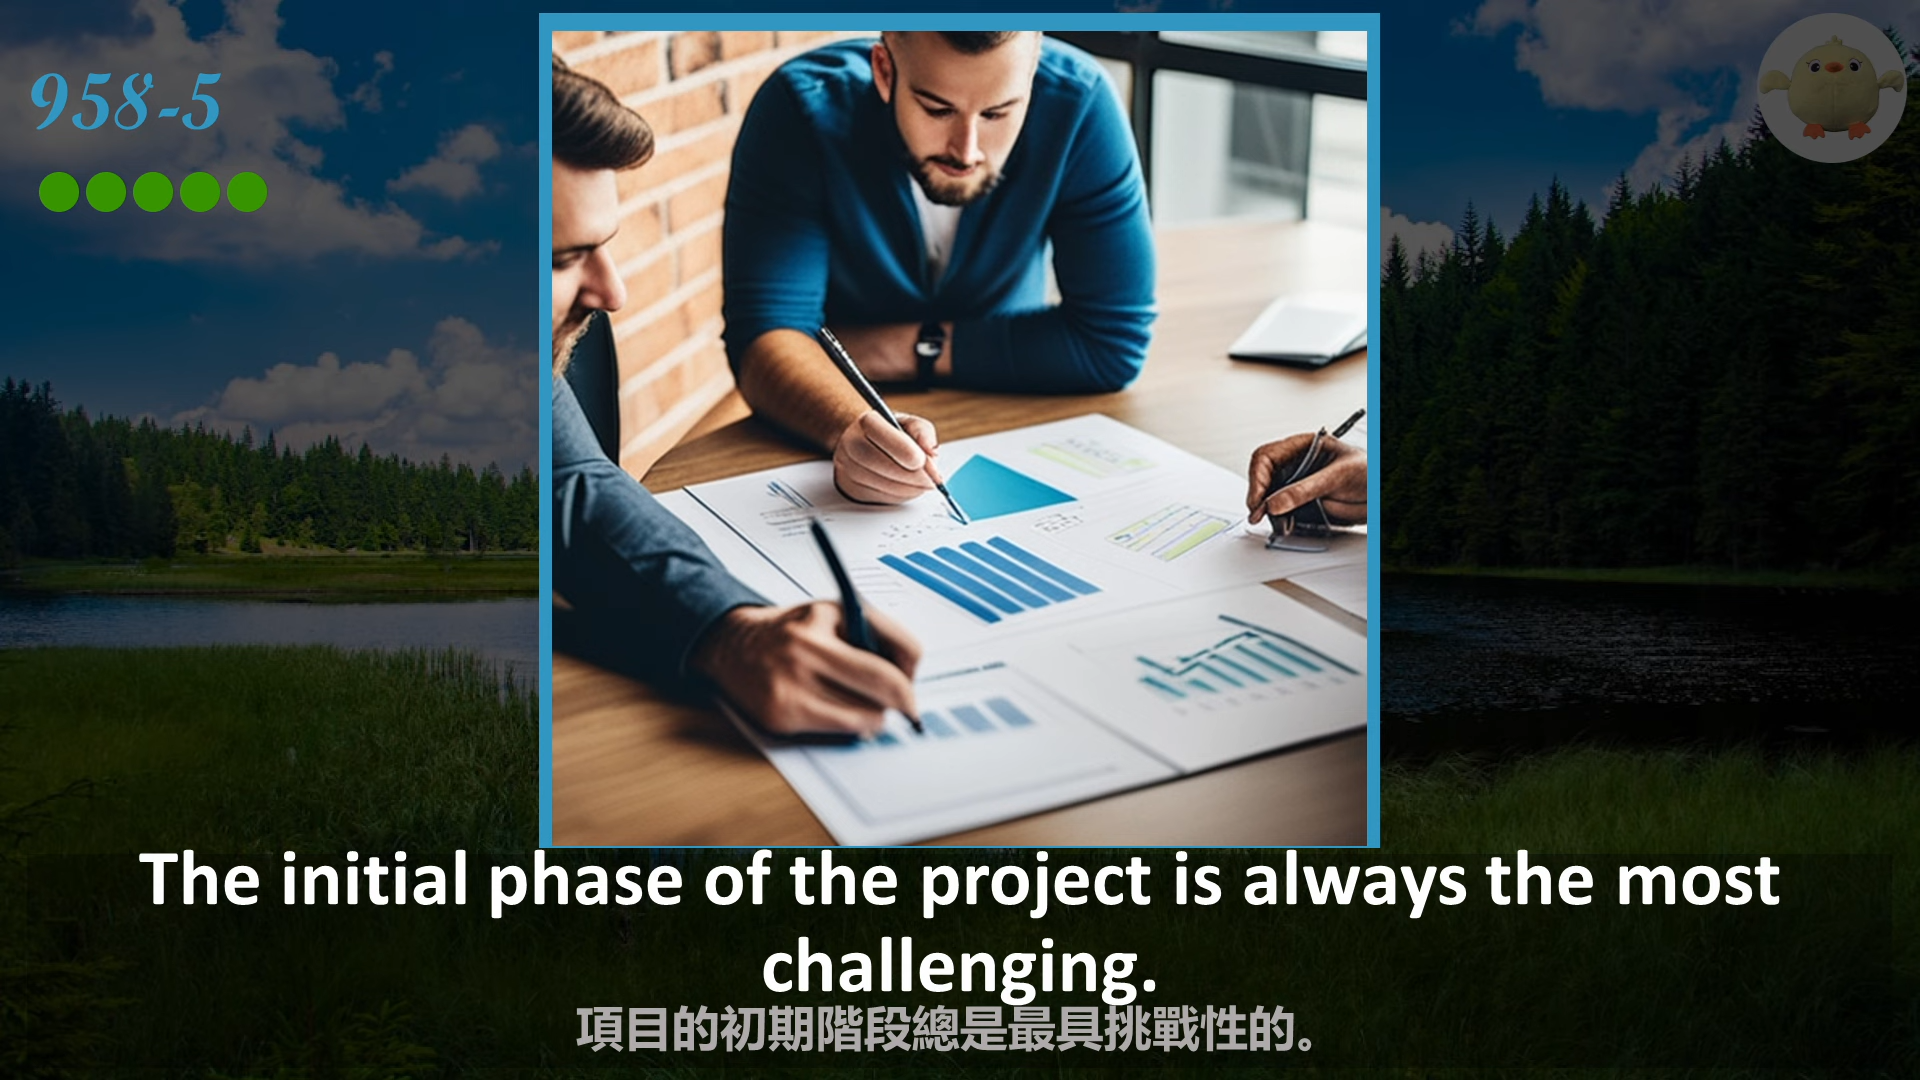 958-5
The initial phase of the project is always the most
challenging.
項目的初期階段總是最具挑戰性的。